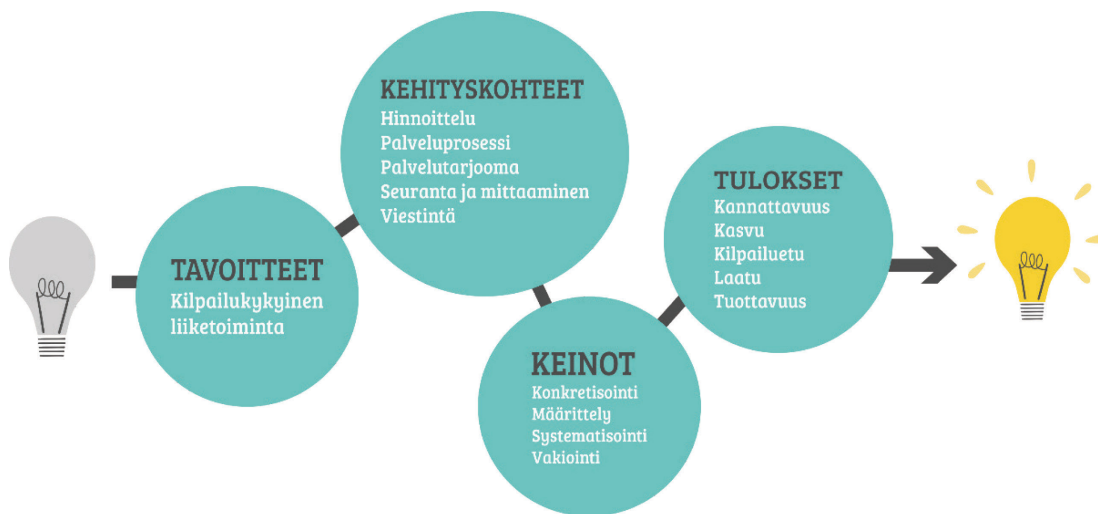 TAVOITTEET
Kilpailukykyinen
liiketoiminta
KEHITYSKOHTEET
Hinnoittelu
Palveluprosessi
Palvelutarjooma
Seuranta ja mittaaminen
Viestintä
KEINOT
Konkretisointi
Määrittely
Systematisointi
Vakiointi
TULOKSET
Kannattavuus
Kasvu
Kilpailuetu
Laatu
Tuottavuus